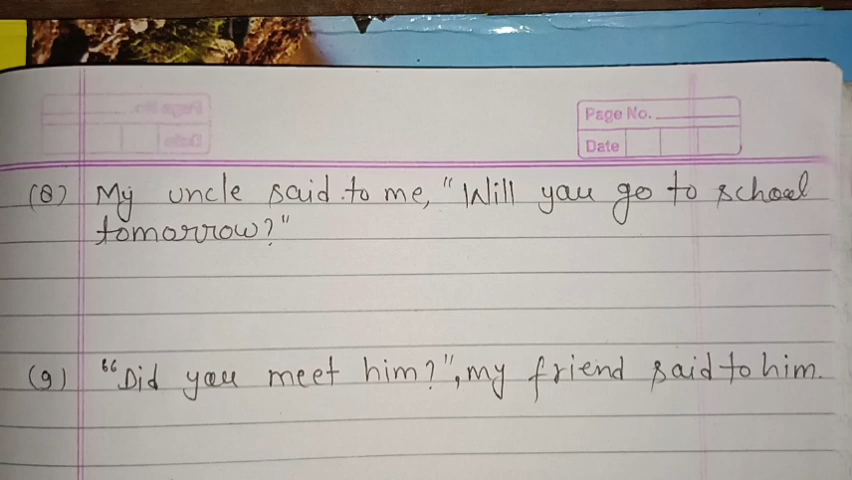 Page No.
Date
(8) My uncle said to me, "Will you go to school
tomorrow?"
(9) "Did you meet him?", my friend said to him.